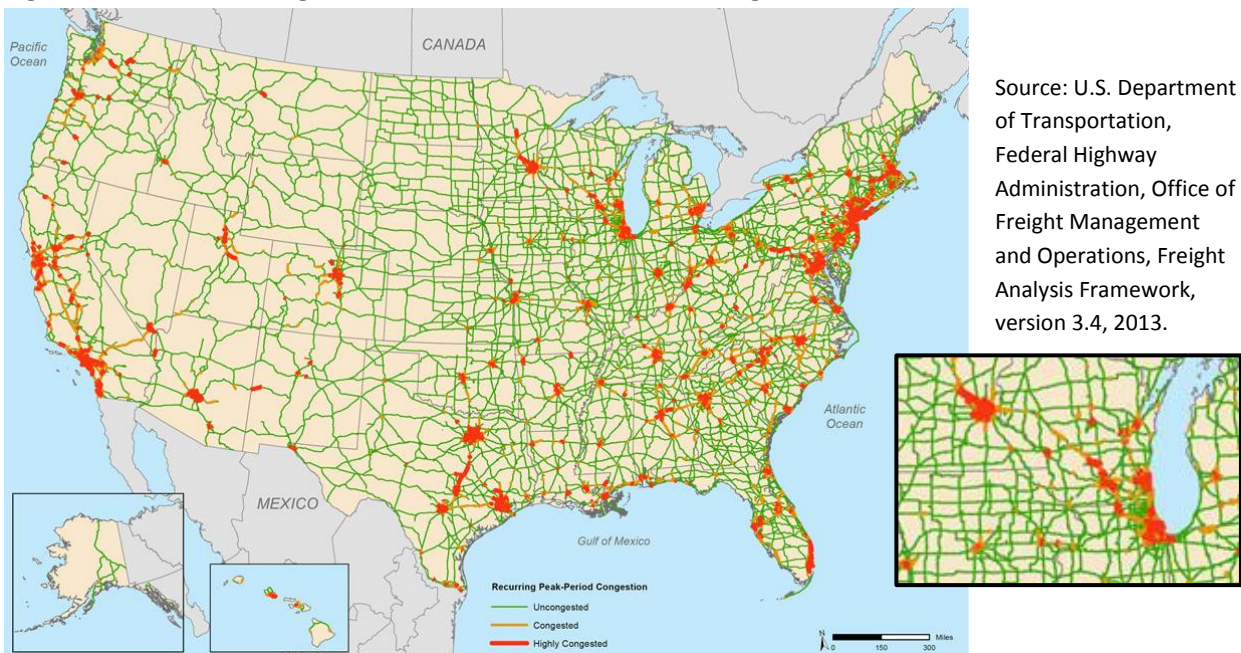 Pacific
Ocean
CANADA
Source: U.S. Department
of Transportation,
Federal Highway
Administration, Office of
Freight Management
and Operations, Freight
Analysis Framework,
version 3.4, 2013.
Atlantic
Ocean
MEXICO
Gulf of Mexico
Recurring Peak-Period Congestion
Uncongested
Congested
Highly Congested
N
Miles
0 150 300